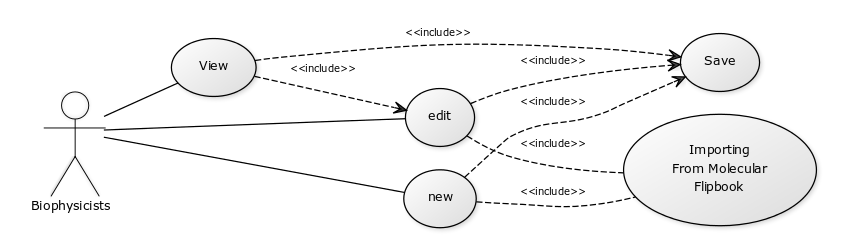 <<include>>
View
<<include>>
<<include>>
Save
<<include>>
edit
<<include>>
Importing
From Molecular
Flipbook
<<include>>
new
Biophysicists